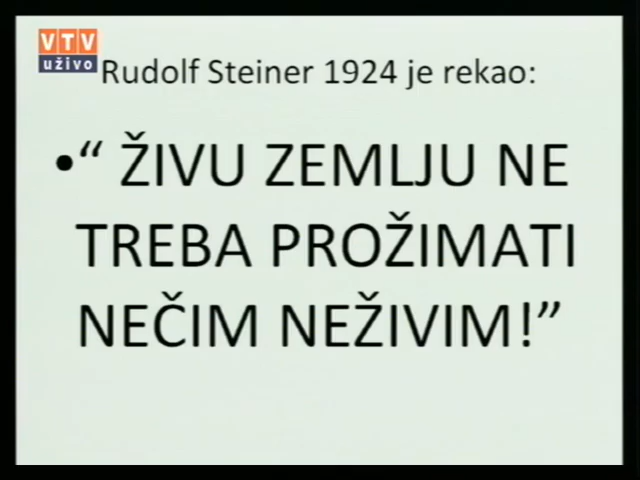 VTV
uživo
Rudolf Steiner 1924 je rekao:
•“ ŽIVU ZEMLJU NE
TREBA PROŽIMATI
NEČIM NEŽIVIM!”